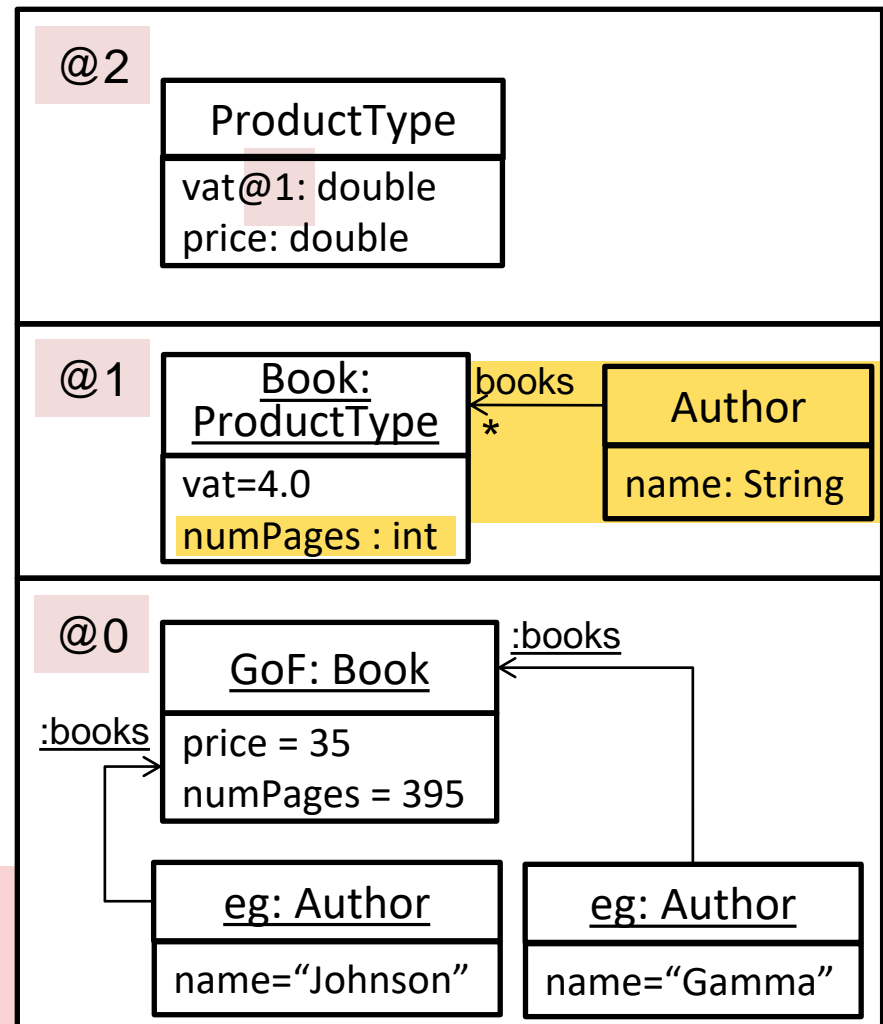 @2
ProductType
vat@1: double
price: double
@1
Book:
ProductType
vat=4.0
numPages : int
books
*
Author
name: String
@0
GoF: Book
price = 35
numPages = 395
:books
:books
eg: Author
name=“Johnson”
eg: Author
name=“Gamma”